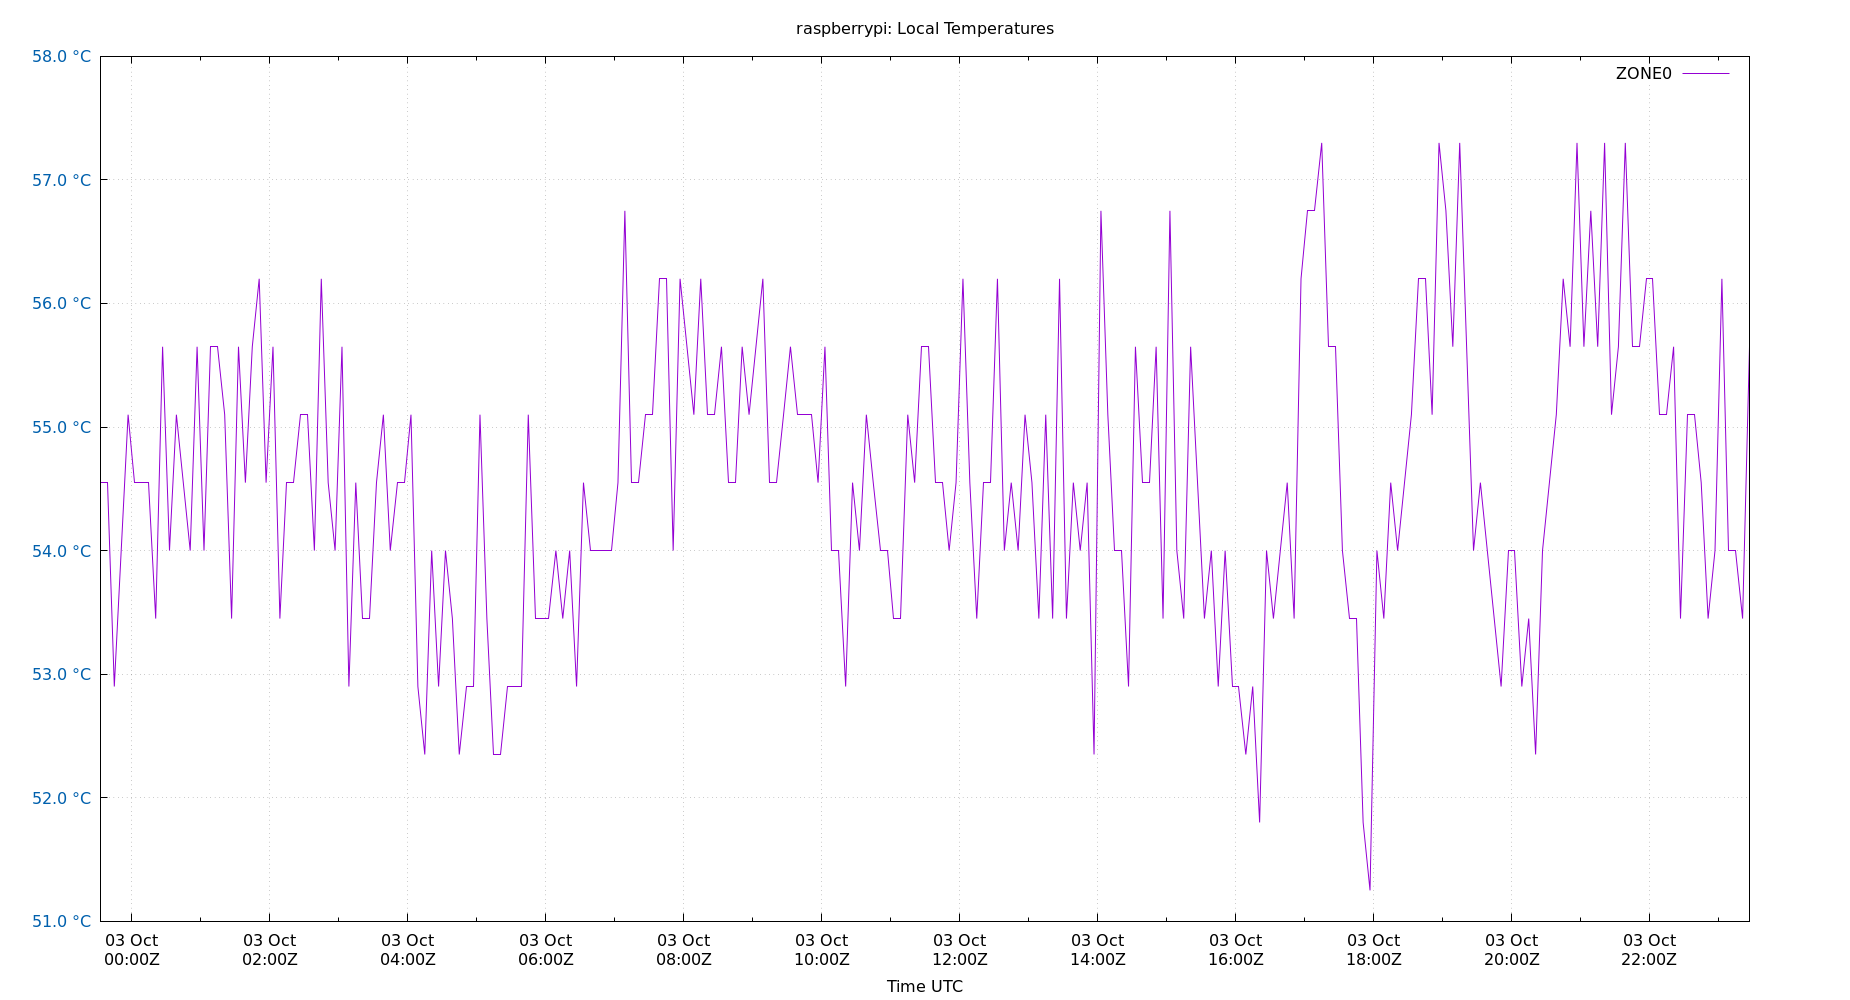 raspberrypi: Local Temperatures
58.0 °C
ZONE0
57.0 °C
56.0 °C
55.0 °C
54.0 °C
53.0 °C
52.0 °C
51.0 °C
03 Oct 03 Oct 03 Oct 03 Oct 03 Oct 03 Oct 03 Oct 03 Oct 03 Oct 03 Oct 03 Oct 03 Oct
00:00Z 02:00Z 04:00Z 06:00Z 08:00Z 10:00Z 12:00Z 14:00Z 16:00Z 18:00Z 20:00Z 22:00Z
Time UTC